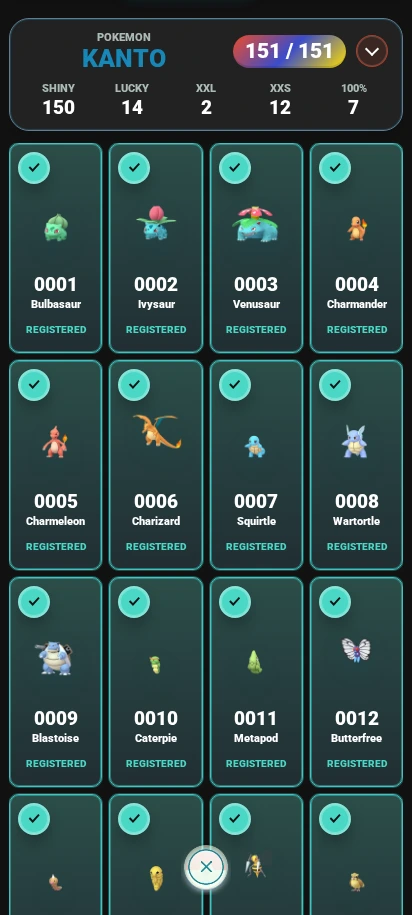 POKEMON
KANTO
151 / 151
SHINY LUCKY XXL XXS 100%
150 14 2 12 7
0001 0002 0003 0004
Bulbasaur Ivysaur Venusaur Charmander
REGISTERED REGISTERED REGISTERED REGISTERED
0005 0006 0007 0008
Charmeleon Charizard Squirtle Wartortle
REGISTERED REGISTERED REGISTERED REGISTERED
0009 0010 0011 0012
Blastoise Caterpie Metapod Butterfree
REGISTERED REGISTERED REGISTERED REGISTERED